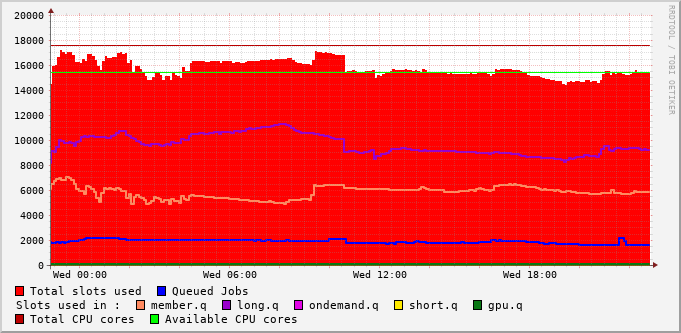 20000
18000
16000
14000
12000
10000
8000
6000
4000
2000
0
Wed 00:00 Wed 06:00 Wed 12:00 Wed 18:00
RRDTOOL / TOBI OETIKER
Total slots used Queued Jobs
Slots used in : member.q long.q ondemand.q short.q gpu.q
Total CPU cores Available CPU cores